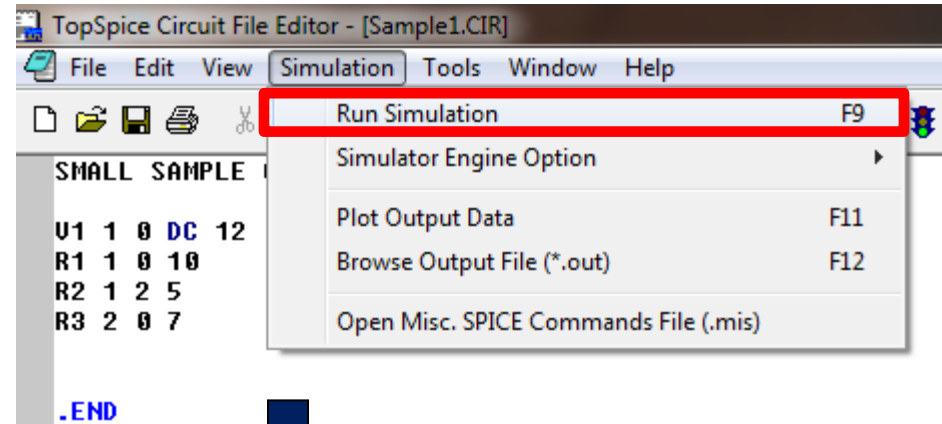 TopSpice Circuit File Editor - [Sample1.CIR]
File Edit View Simulation Tools Window Help
Run Simulation F9
Simulator Engine Option
Plot Output Data F11
Browse Output File (*.out) F12
Open Misc. SPICE Commands File (.mis)
SMALL SAMPLE
V1 1 0 DC 12
R1 1 0 10
R2 1 2 5
R3 2 0 7
.END